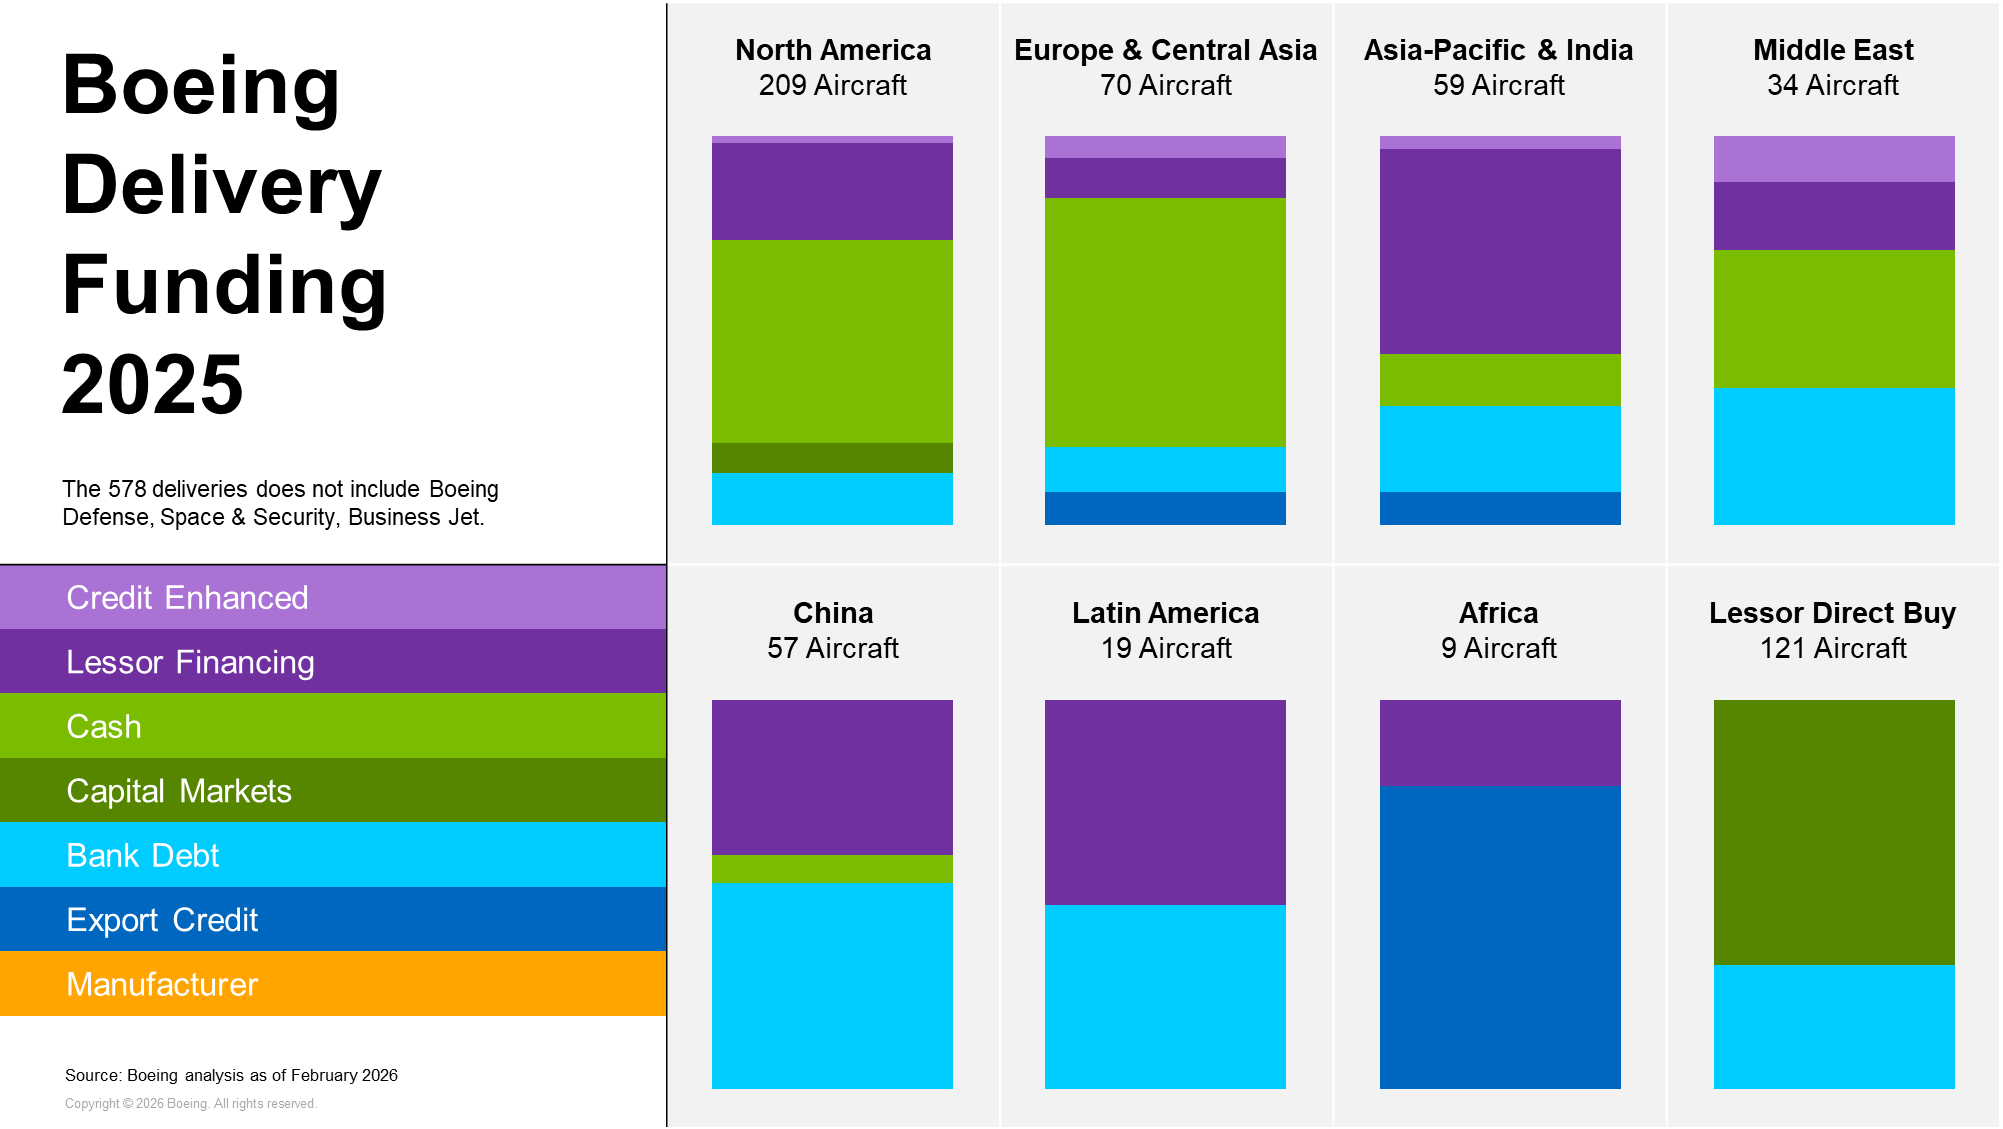 Boeing
Delivery
Funding
2025
The 578 deliveries does not include Boeing
Defense, Space & Security, Business Jet.
Credit Enhanced
Lessor Financing
Cash
Capital Markets
Bank Debt
Export Credit
Manufacturer
Source: Boeing analysis as of February 2026
Copyright © 2026 Boeing. All rights reserved.
North America
209 Aircraft
Europe & Central Asia
70 Aircraft
Asia-Pacific & India
59 Aircraft
Middle East
34 Aircraft
China
57 Aircraft
Latin America
19 Aircraft
Africa
9 Aircraft
Lessor Direct Buy
121 Aircraft